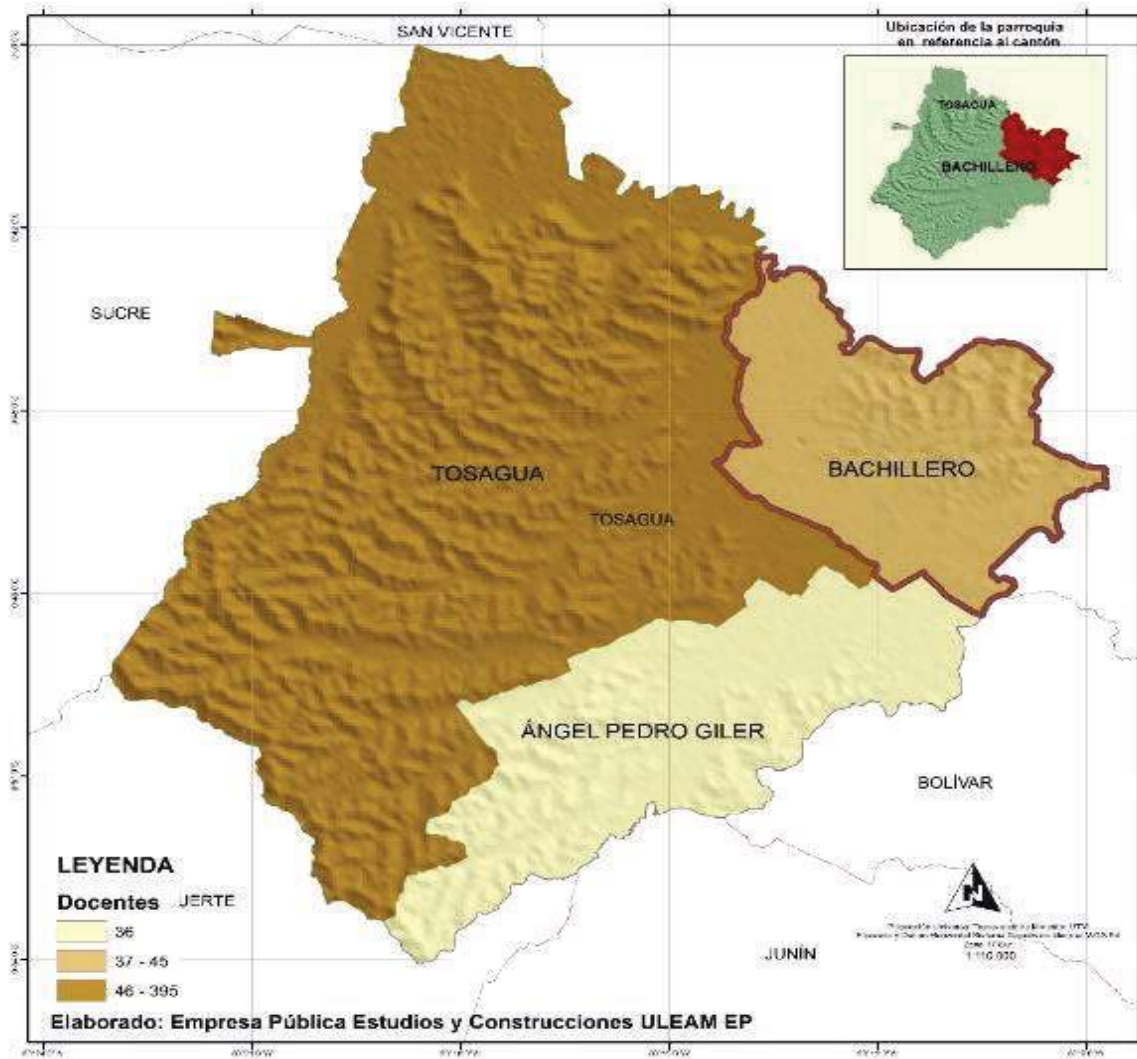 SAN VICENTE
Ubicación de la parroquia
en referencia al cantón
TOSAGUA
BACHILLERO
SUCRE
TOSAGUA
BACHILLERO
TOSAGUA
ÁNGEL PEDRO GILER
BOLÍVAR
LEYENDA
Docentes
UERTE
36
37 - 45
46 - 395
N
1:110.000
JUNÍN
Elaborado: Empresa Pública Estudios y Construcciones ULEAM EP